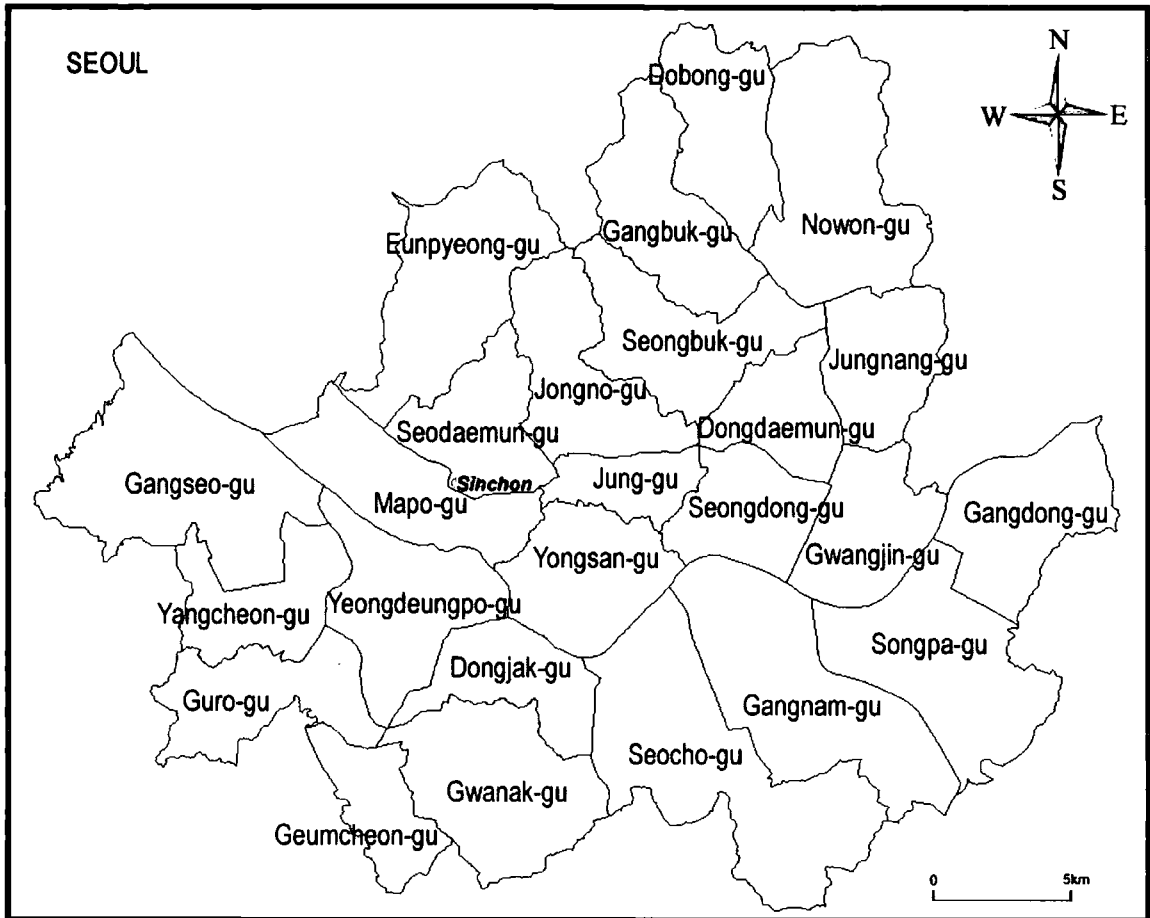 SEOUL
N
W E
S
Dobong-gu
Nowon-gu
Gangbuk-gu
Eunpyeong-gu
Seongbuk-gu
Jungnang-gu
Jongno-gu
Seodaemun-gu
Dongdaemun-gu
Sinchon
Jung-gu
Gangseo-gu
Mapo-gu
Seongdong-gu
Gangdong-gu
Yongsan-gu
Gwangjin-gu
Yangcheon-gu
Yeongdeungpo-gu
Songpa-gu
Dongjak-gu
Guro-gu
Gangnam-gu
Seocho-gu
Gwanak-gu
Geumcheon-gu
0 5km